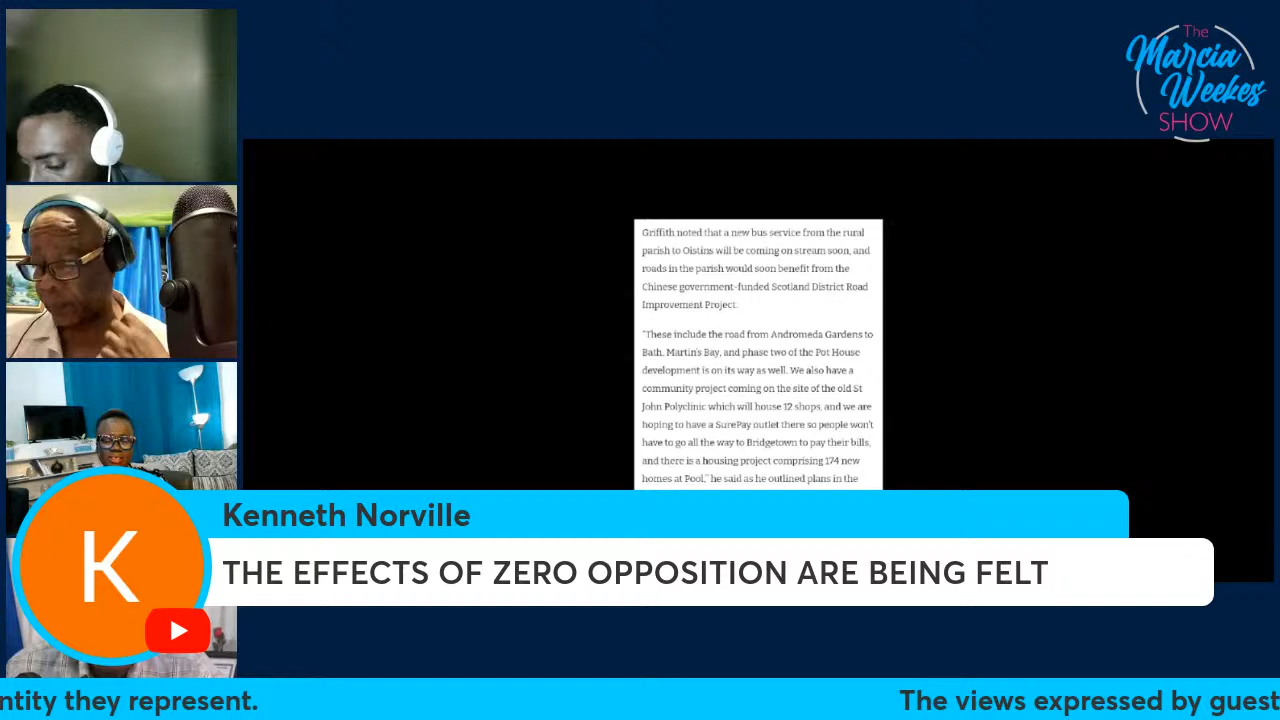 The
Marcia
Weekes
SHOW
Griffith noted that a new bus service from the rural
parish to Oistins will be coming on stream soon, and
roads in the parish would soon benefit from the
Chinese government-funded Scotland District Road
Improvement Project.
"These include the road from Andromeda Gardens to
Bath, Martin's Bay, and phase two of the Pot House
development is on its way as well. We also have a
community project coming on the site of the old St
John Polyclinic which will house 12 shops, and we are
hoping to have a SurePay outlet there so people won't
have to go all the way to Bridgetown to pay their bills,
and there is a housing project comprising 174 new
homes at Pool," he said as he outlined plans in the
K
Kenneth Norville
THE EFFECTS OF ZERO OPPOSITION ARE BEING FELT
ntity they represent.
The views expressed by guest